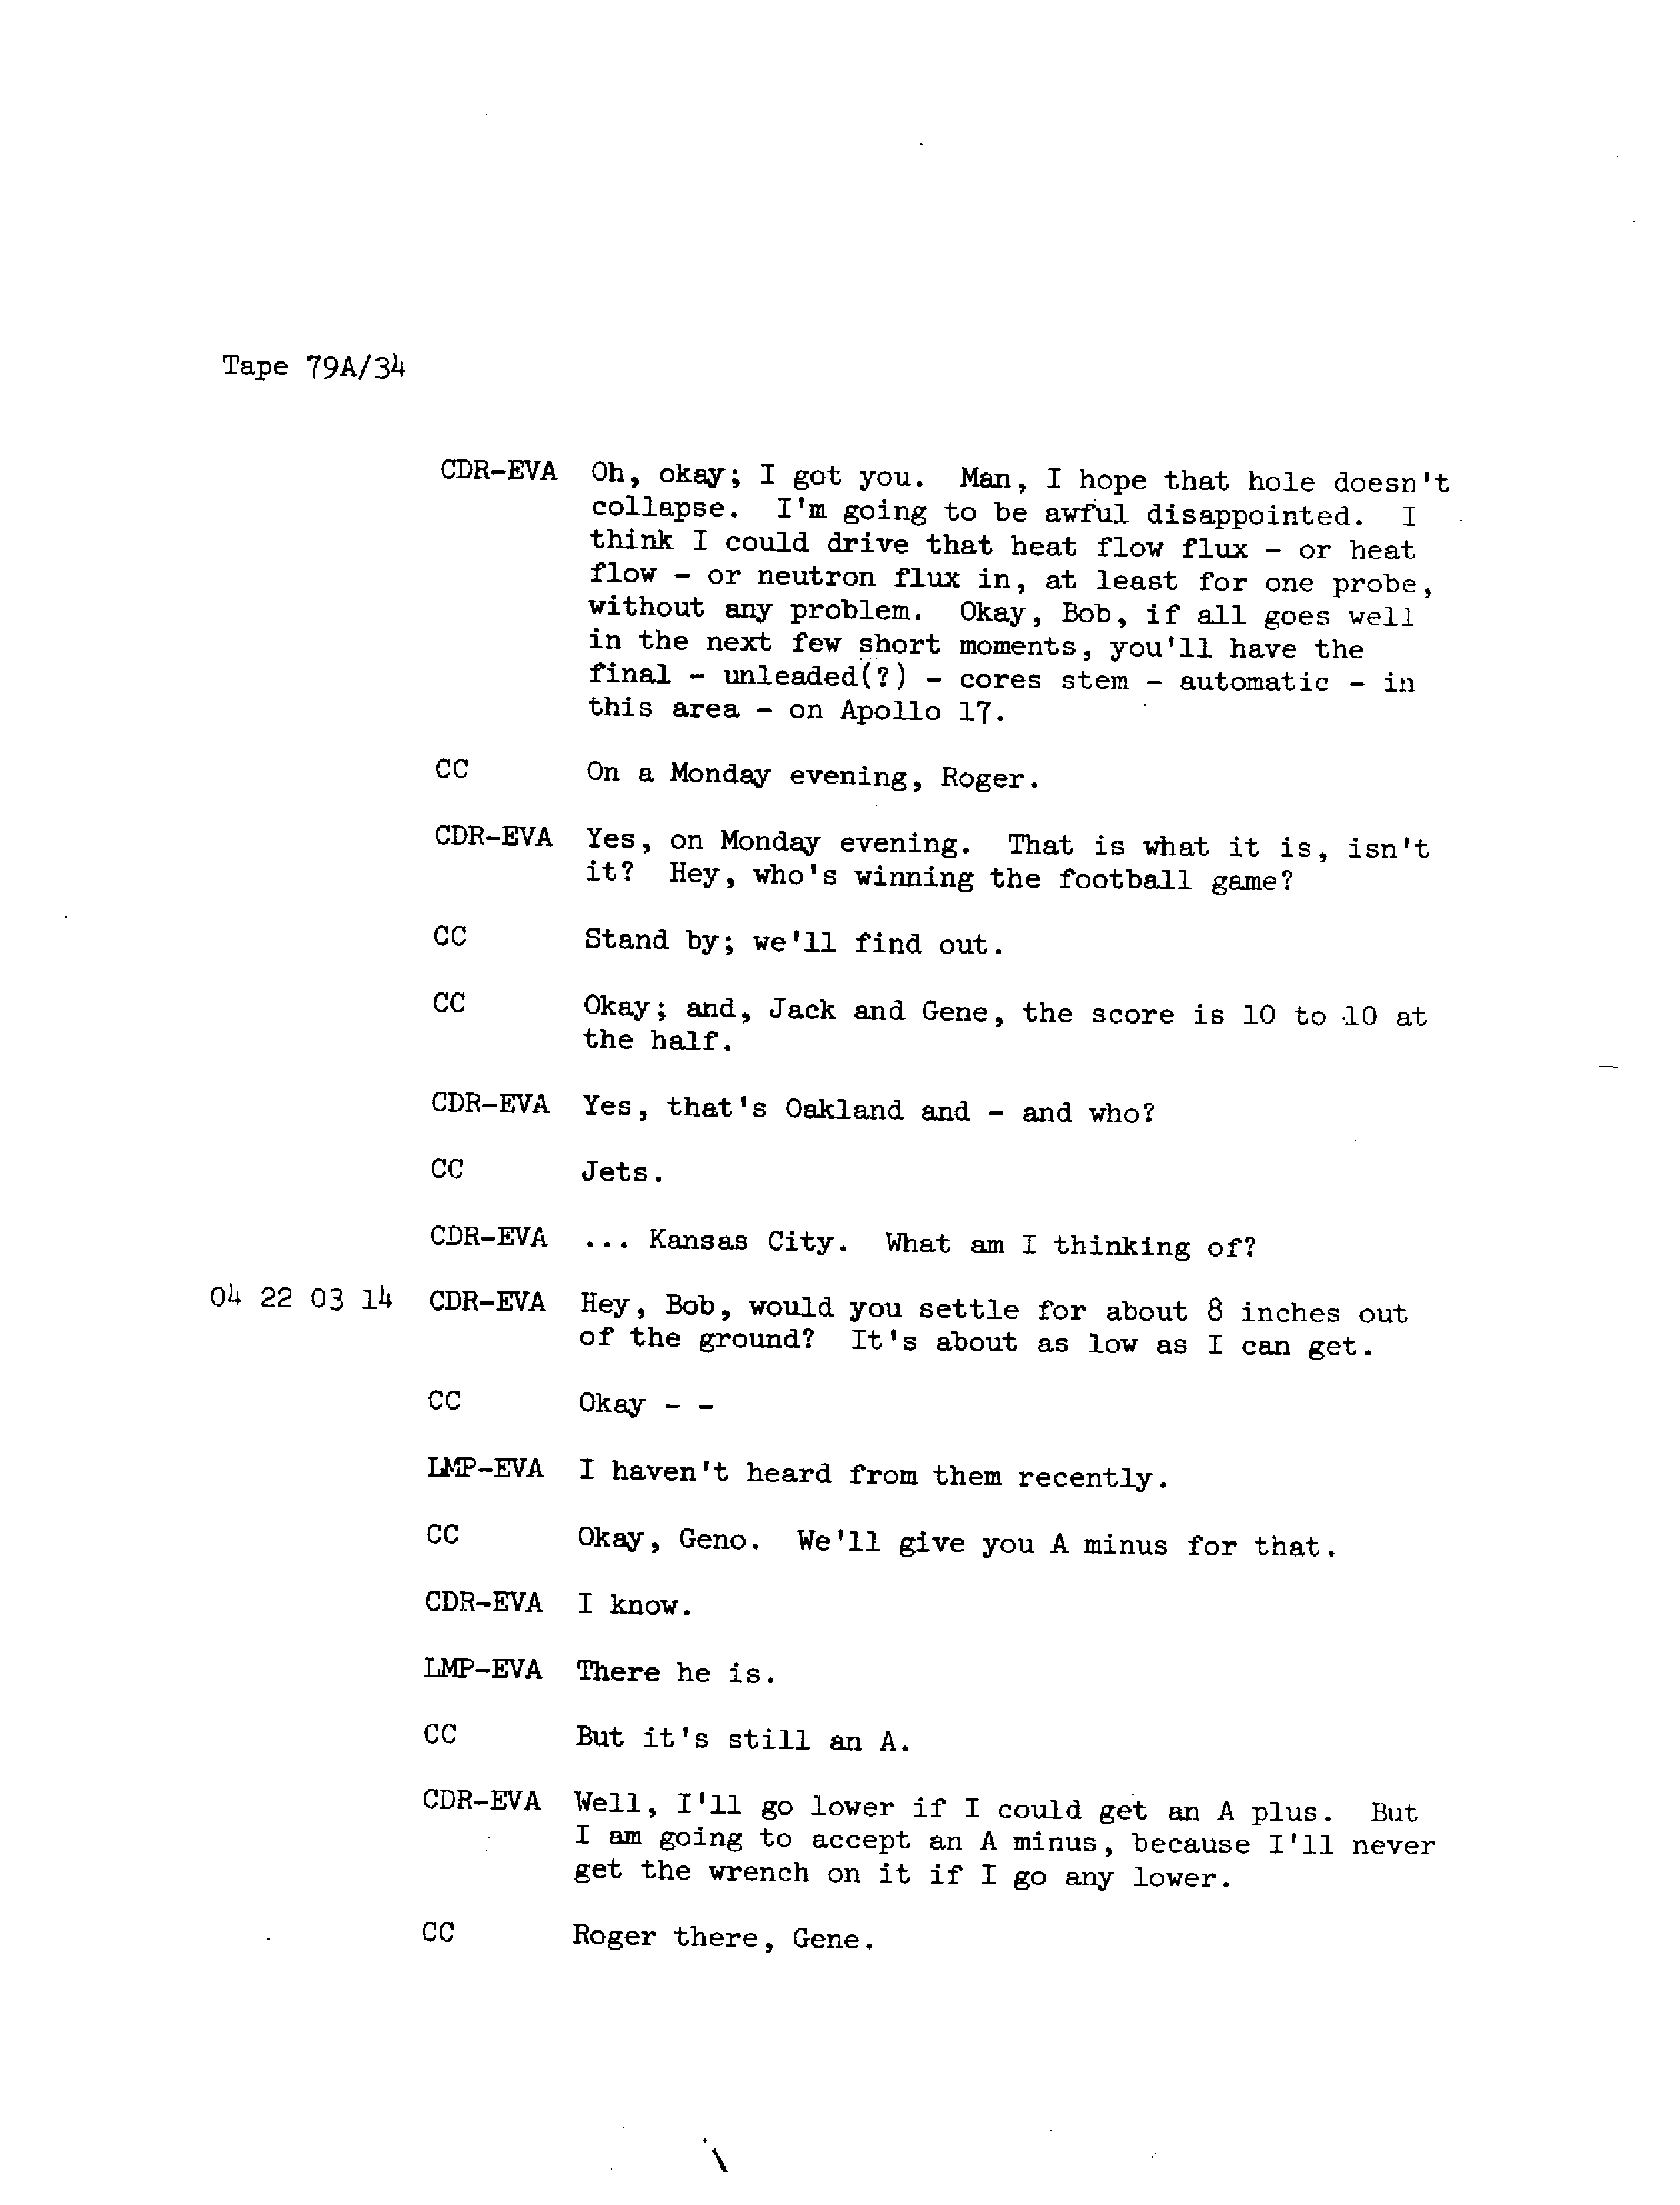 Tape 79A/34
CDR-EVA Oh, okay; I got you. Man, I hope that hole doesn't
collapse. I'm going to be awful disappointed. I
think I could drive that heat flow flux - or heat
flow - or neutron flux in, at least for one probe,
without any problem. Okay, Bob, if all goes well
in the next few short moments, you'll have the
final - unleaded(?) - cores stem - automatic - in
this area - on Apollo 17.
CC On a Monday evening, Roger.
CDR-EVA Yes, on Monday evening. That is what it is, isn't
it? Hey, who's winning the football game?
CC Stand by; we'll find out.
CC Okay; and, Jack and Gene, the score is 10 to 10 at
the half.
CDR-EVA Yes, that's Oakland and - and who?
CC Jets.
CDR-EVA ... Kansas City. What am I thinking of?
04 22 03 14 CDR-EVA Hey, Bob, would you settle for about 8 inches out
of the ground? It's about as low as I can get.
CC Okay - -
LMP-EVA I haven't heard from them recently.
CC Okay, Geno. We'll give you A minus for that.
CDR-EVA I know.
LMP-EVA There he is.
CC But it's still an A.
CDR-EVA Well, I'll go lower if I could get an A plus. But
I am going to accept an A minus, because I'll never
get the wrench on it if I go any lower.
CC Roger there, Gene.